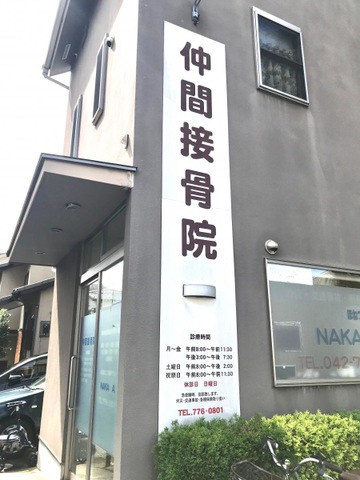 仲間接骨院
診療時間
月〜金 午前8:00〜午前11:30
午後3:00〜午後 7:30
土曜日 午前8:00〜午後 2:00
祝祭日 午前8:00〜午前11:30
休診日 日曜日
TEL.776-0801
NAKA
TEL.042-7
NAKA